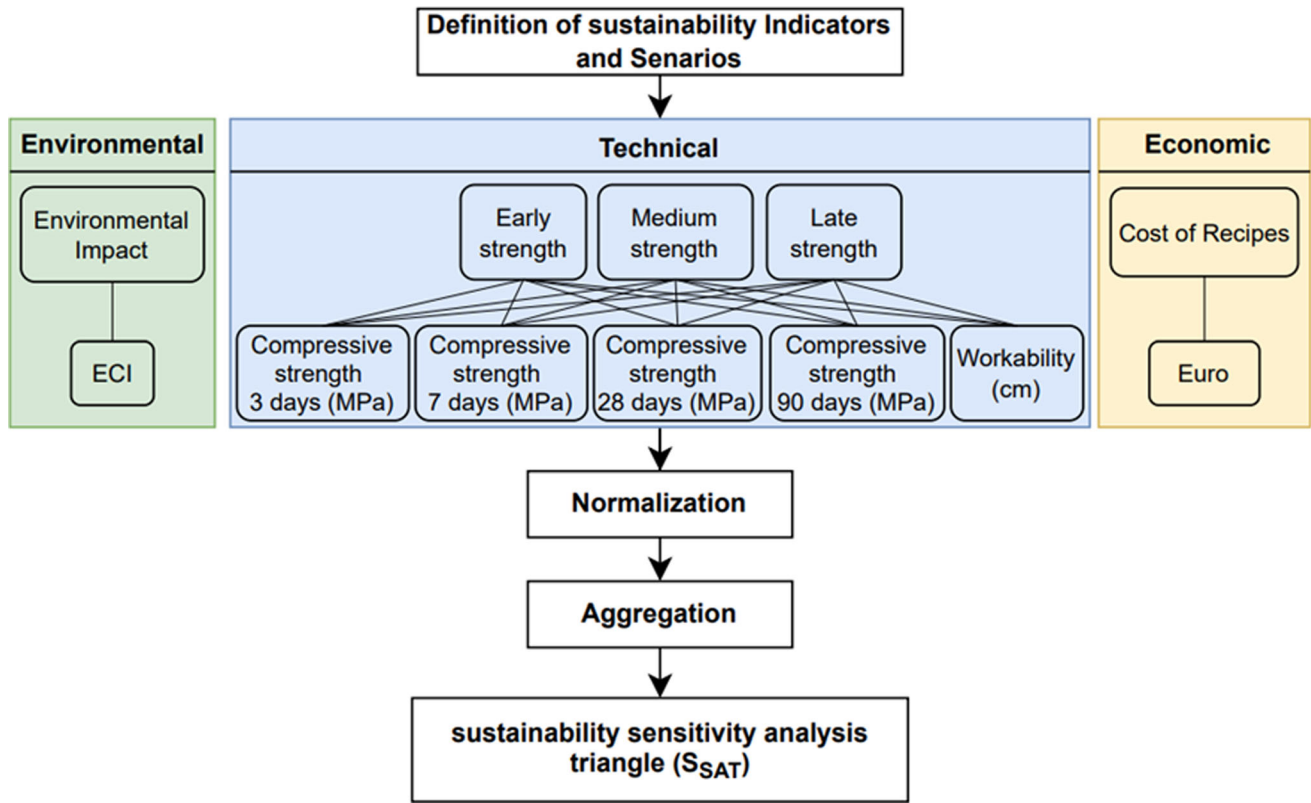 Definition of sustainability Indicators
and Senarios
Environmental
Technical
Economic
Environmental
Impact
Early
strength
Medium
strength
Late
strength
Cost of Recipes
ECI
Compressive
strength
3 days (MPa)
Compressive
strength
7 days (MPa)
Compressive
strength
28 days (MPa)
Compressive
strength
90 days (MPa)
Workability
(cm)
Euro
Normalization
Aggregation
sustainability sensitivity analysis
triangle (SSAT)